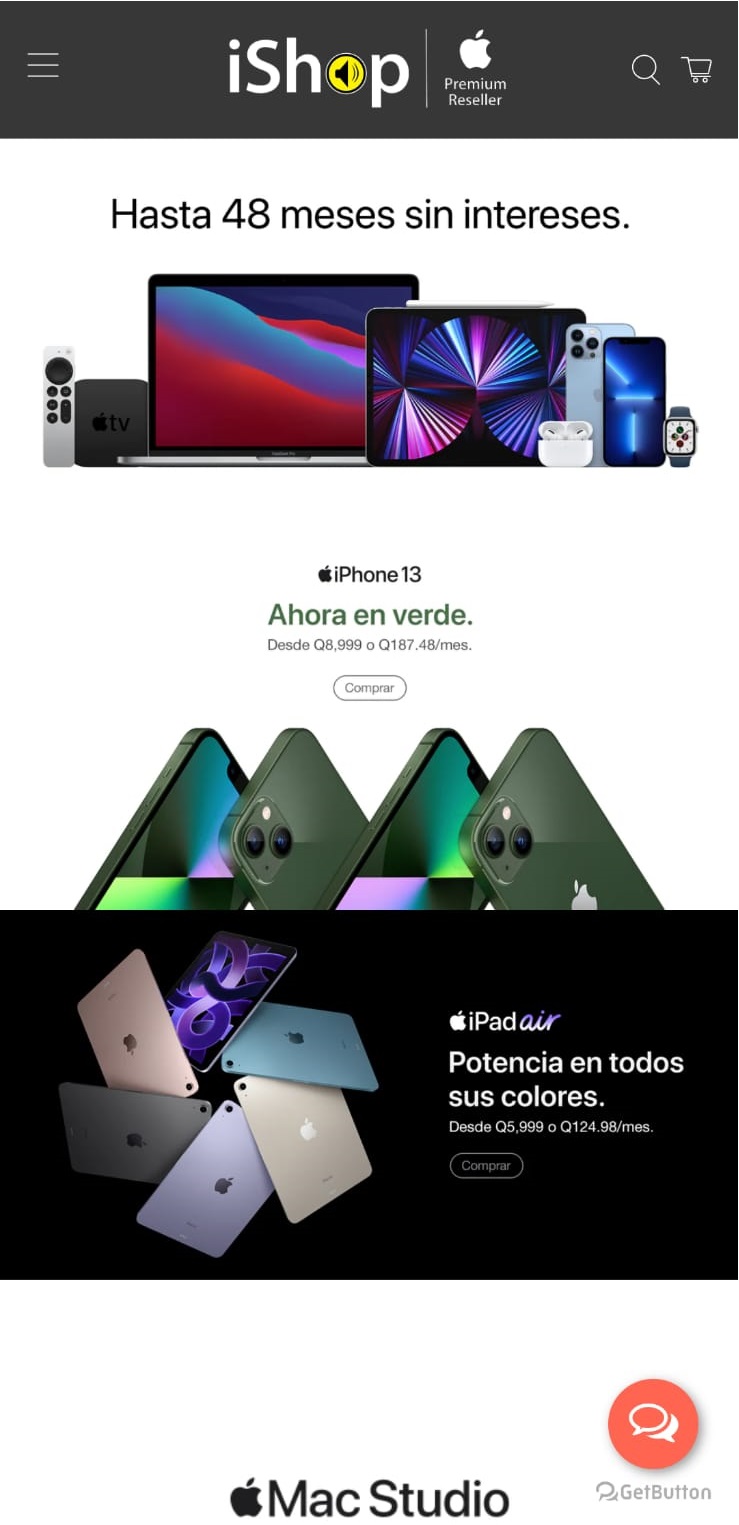 iShop
Premium
Reseller
Hasta 48 meses sin intereses.
tv
iPhone 13
Ahora en verde.
Desde Q8,999 o Q187.48/mes.
Comprar
iPad air
Potencia en todos
sus colores.
Desde Q5,999 o Q124.98/mes.
Comprar
GetButton
Mac Studio